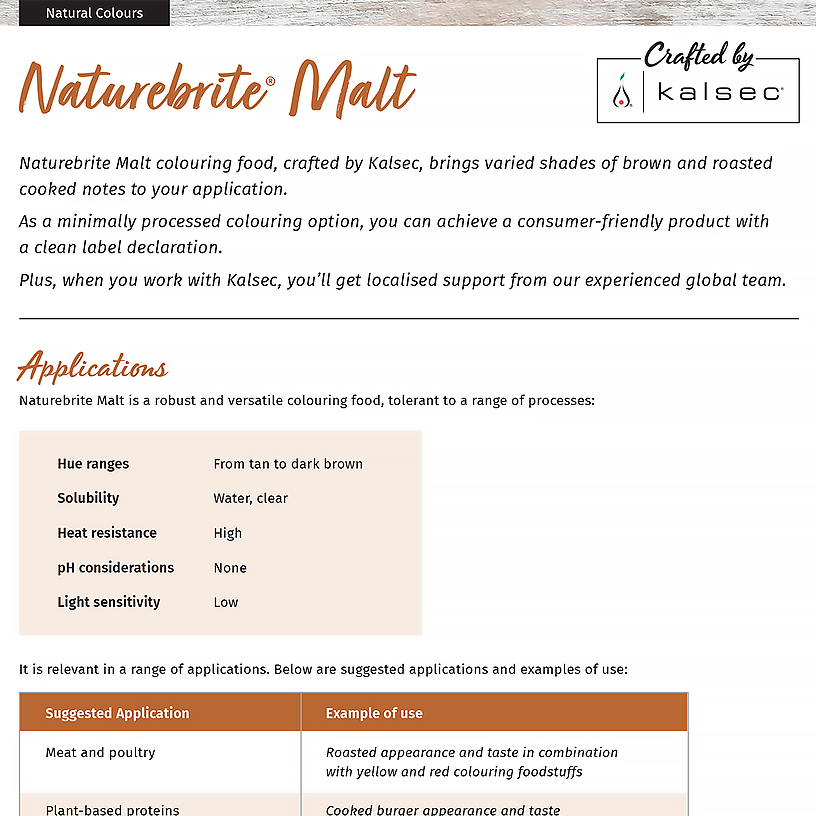 Natural Colours
Naturebrite® Malt
Crafted by
kalsec®
Naturebrite Malt colouring food, crafted by Kalsec, brings varied shades of brown and roasted
cooked notes to your application.
As a minimally processed colouring option, you can achieve a consumer-friendly product with
a clean label declaration.
Plus, when you work with Kalsec, you’ll get localised support from our experienced global team.
Applications
Naturebrite Malt is a robust and versatile colouring food, tolerant to a range of processes:
Hue ranges From tan to dark brown
Solubility Water, clear
Heat resistance High
pH considerations None
Light sensitivity Low
It is relevant in a range of applications. Below are suggested applications and examples of use:
Suggested Application Example of use
Meat and poultry Roasted appearance and taste in combination
with yellow and red colouring foodstuffs
Plant-based proteins Cooked burger appearance and taste